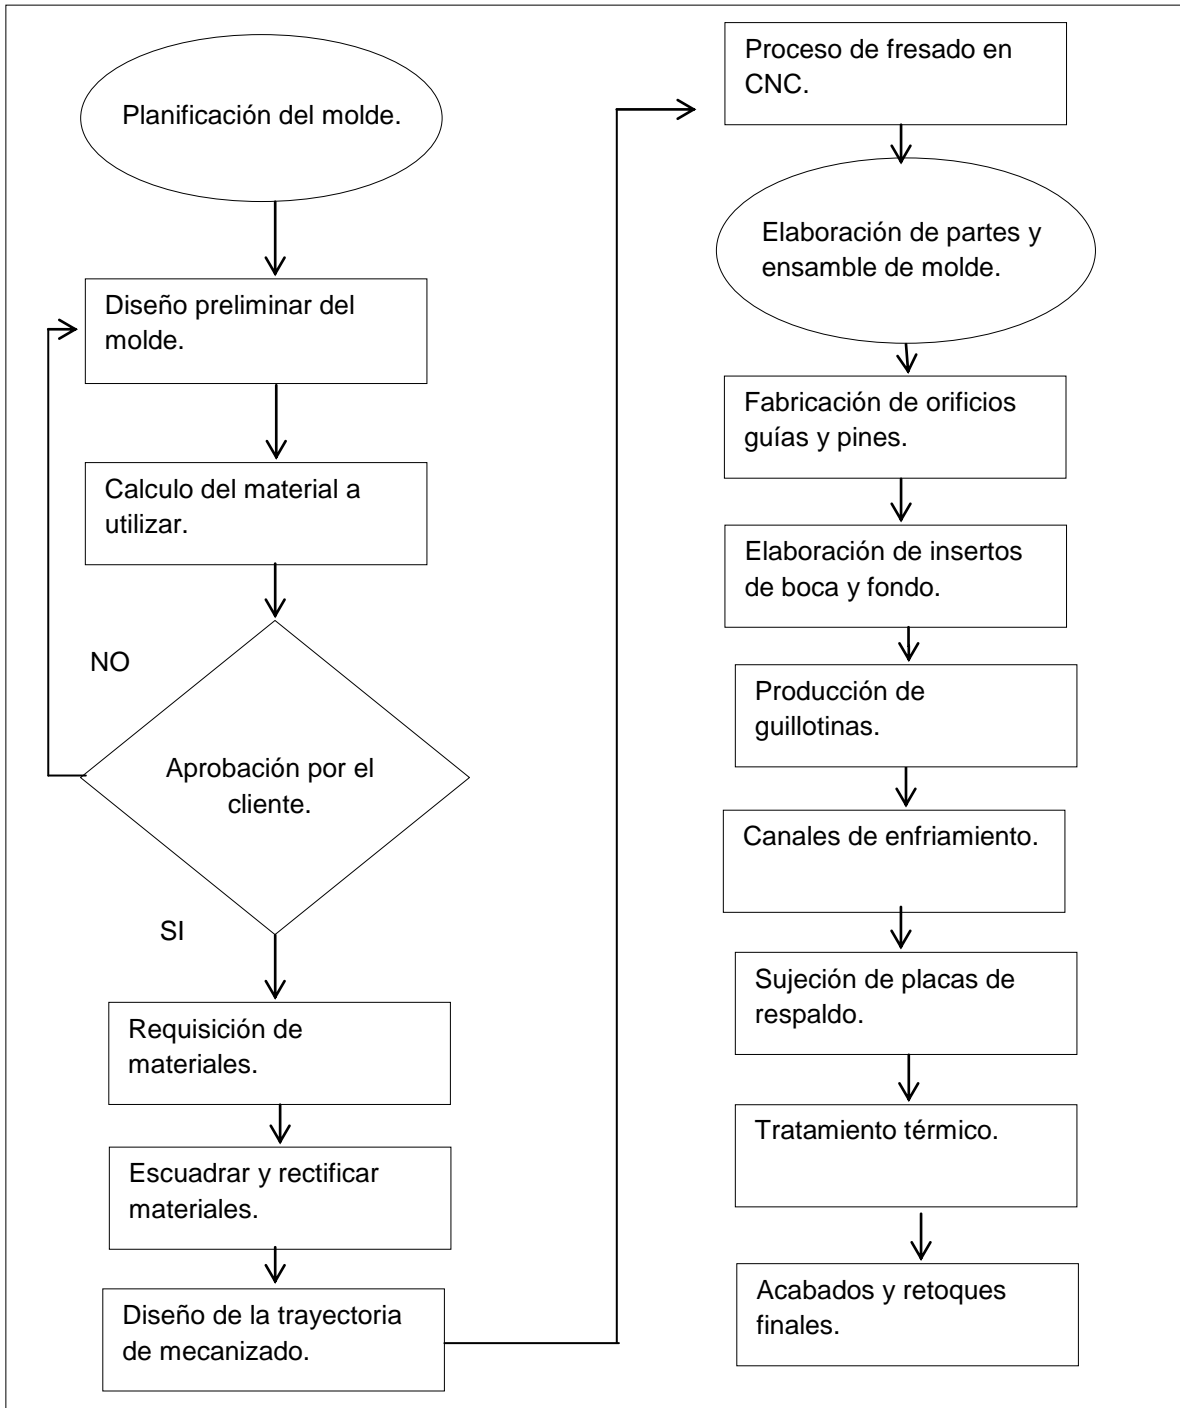 Planificación del molde.
Diseño preliminar del
molde.
Calculo del material a
utilizar.
NO
Aprobación por el
cliente.
SI
Requisición de
materiales.
Escuadrar y rectificar
materiales.
Diseño de la trayectoria
de mecanizado.
Proceso de fresado en
CNC.
Elaboración de partes y
ensamble de molde.
Fabricación de orificios
guías y pines.
Elaboración de insertos
de boca y fondo.
Producción de
guillotinas.
Canales de enfriamiento.
Sujeción de placas de
respaldo.
Tratamiento térmico.
Acabados y retoques
finales.